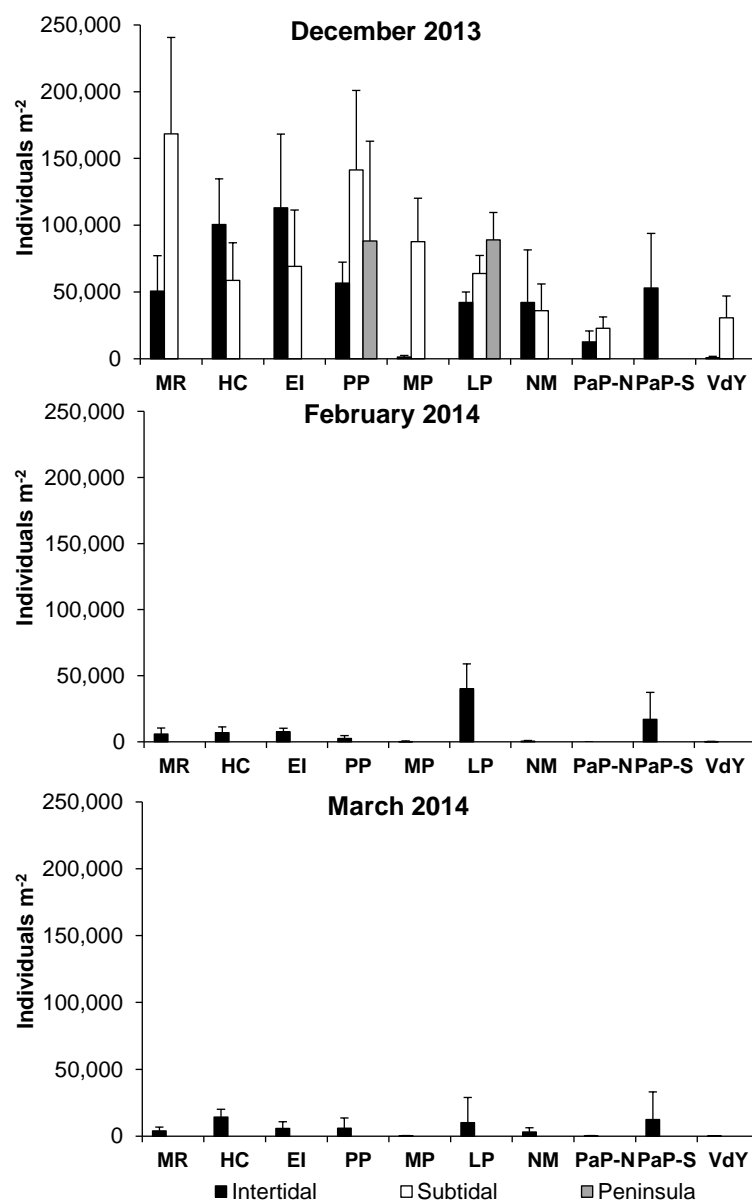 December 2013
Individuals m-2
250,000
200,000
150,000
100,000
50,000
0
MR HC EI PP MP LP NM PaP-N PaP-S VdY
February 2014
Individuals m-2
250,000
200,000
150,000
100,000
50,000
0
MR HC EI PP MP LP NM PaP-N PaP-S VdY
March 2014
Individuals m-2
250,000
200,000
150,000
100,000
50,000
0
MR HC EI PP MP LP NM PaP-N PaP-S VdY
Intertidal Subtidal Peninsula